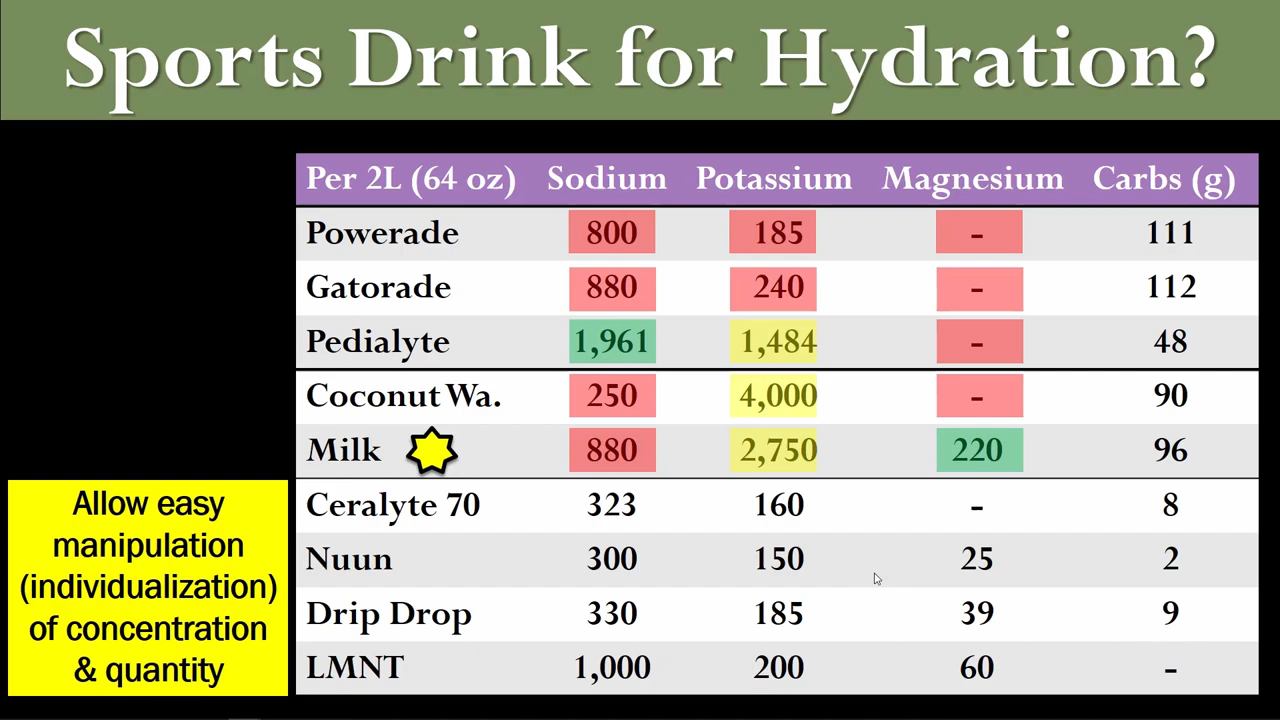 Sports Drink for Hydration?
Per 2L (64 oz) Sodium Potassium Magnesium Carbs (g)
Powerade 800 185 - 111
Gatorade 880 240 - 112
Pedialyte 1,961 1,484 - 48
Coconut Wa. 250 4,000 - 90
Milk 880 2,750 220 96
Ceralyte 70 323 160 - 8
Nuun 300 150 25 2
Drip Drop 330 185 39 9
LMNT 1,000 200 60 -
Allow easy
manipulation
(individualization)
of concentration
& quantity